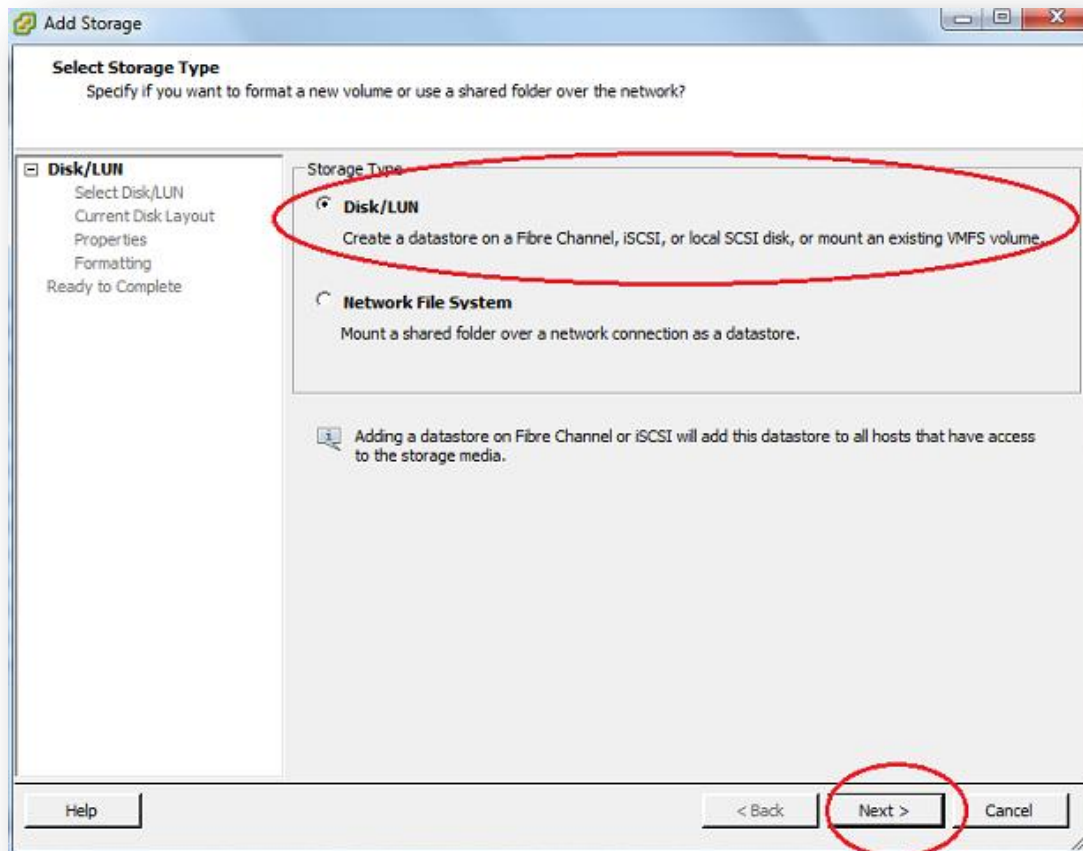 Add Storage
Select Storage Type
Specify if you want to format a new volume or use a shared folder over the network?
Disk/LUN
Select Disk/LUN
Current Disk Layout
Properties
Formatting
Ready to Complete
Storage Type
Disk/LUN
Create a datastore on a Fibre Channel, iSCSI, or local SCSI disk, or mount an existing VMFS volume.
Network File System
Mount a shared folder over a network connection as a datastore.
Adding a datastore on Fibre Channel or iSCSI will add this datastore to all hosts that have access
to the storage media.
Help
< Back
Next >
Cancel